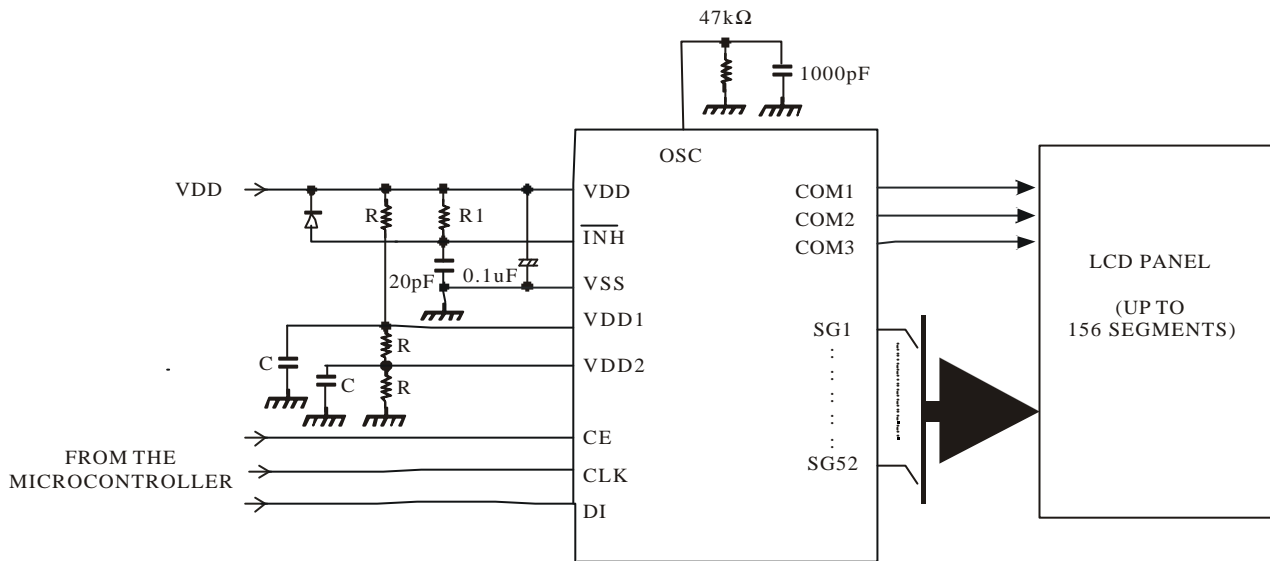 47kΩ
1000pF
OSC
VDD
VDD
R
R1
INH
20pF
0.1uF
VSS
VDD1
R
VDD2
C
C
R
CE
CLK
DI
FROM THE
MICROCONTROLLER
COM1
COM2
COM3
SG1
SG52
LCD PANEL
(UP TO
156 SEGMENTS)